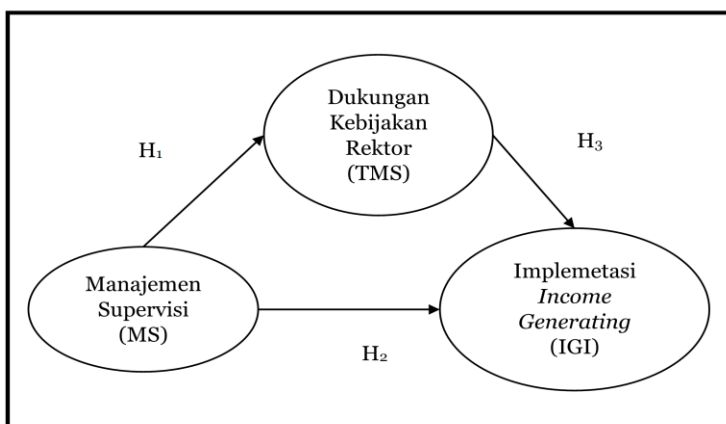 Dukungan
Kebijakan
Rektor
(TMS)
H₁
H₃
Manajemen
Supervisi
(MS)
Implemetasi
Income
Generating
(IGI)
H₂